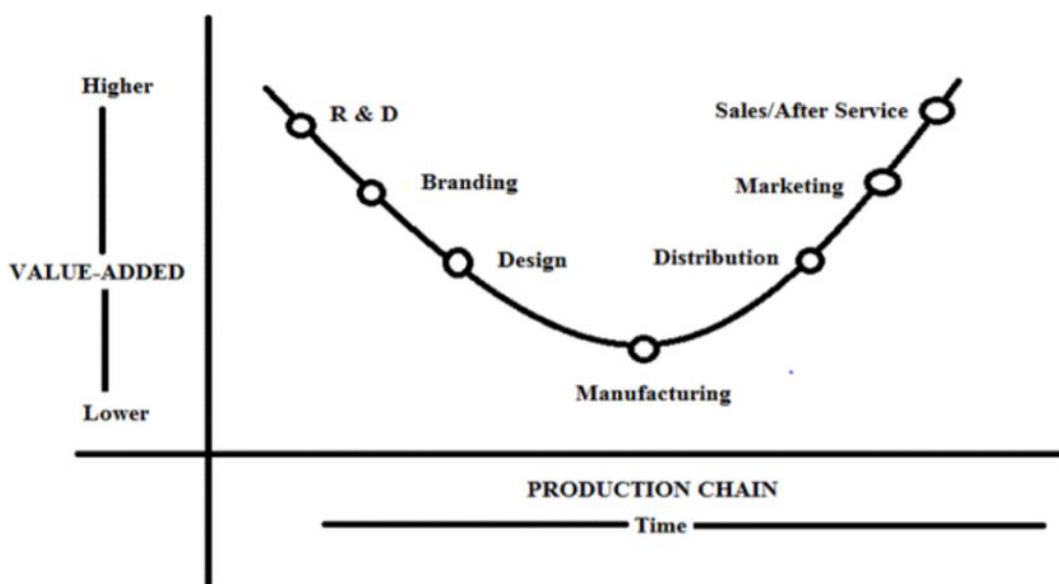 Higher
R & D
Sales/After Service
Branding
Marketing
VALUE-ADDED
Design
Distribution
Manufacturing
Lower
PRODUCTION CHAIN
Time